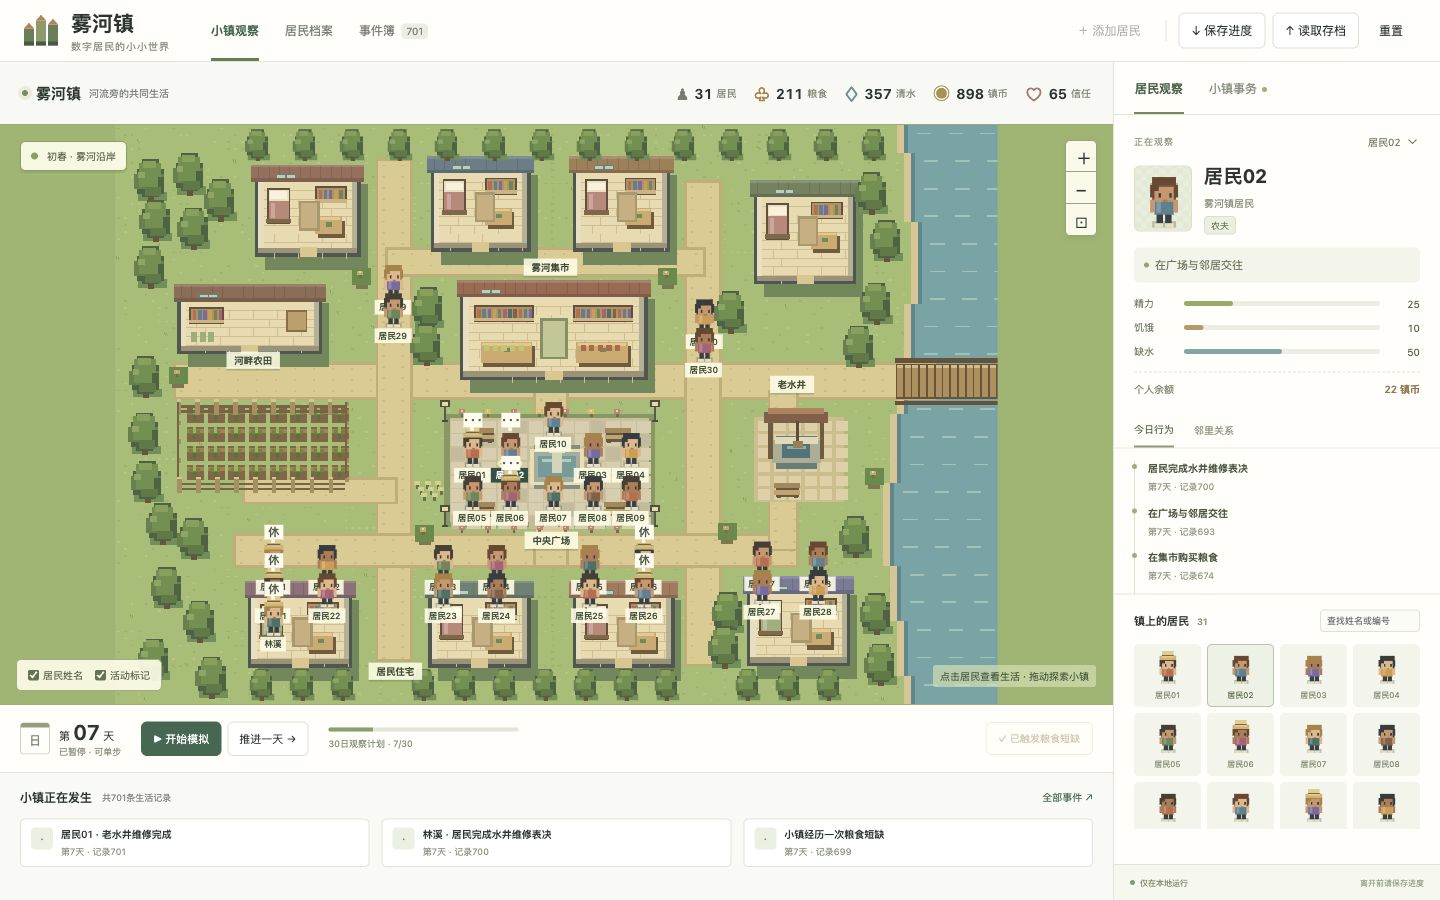 雾河镇
数字居民的小小世界
小镇观察
居民档案
事件簿 701
+ 添加居民
↓ 保存进度
↑ 读取存档
重置
雾河镇 河流旁的共同生活
31 居民
211 粮食
357 清水
898 镇币
65 信任
初春 · 雾河沿岸
+
−
雾河集市
居民29
居民30
河畔农田
老水井
居民10
居民01
居民03
居民04
居民05
居民06
居民07
居民08
居民09
中央广场
休
休
休
休
休
居民22
居民23
居民24
居民25
居民26
居民27
居民28
林溪
居民住宅
居民姓名
活动标记
点击居民查看生活 · 拖动探索小镇
日
第 07 天
已暂停 · 可单步
开始模拟
推进一天 →
30日观察计划 · 7/30
✓ 已触发粮食短缺
小镇正在发生 共701条生活记录
全部事件 ↗
居民01 · 老水井维修完成
第7天 · 记录701
林溪 · 居民完成水井维修表决
第7天 · 记录700
小镇经历一次粮食短缺
第7天 · 记录699
居民观察
小镇事务
正在观察
居民02
居民02
雾河镇居民
农夫
在广场与邻居交往
精力 25
饥饿 10
缺水 50
个人余额 22 镇币
今日行为
邻里关系
居民完成水井维修表决
第7天 · 记录700
在广场与邻居交往
第7天 · 记录693
在集市购买粮食
第7天 · 记录674
镇上的居民 31
查找姓名或编号
居民01
居民02
居民03
居民04
居民05
居民06
居民07
居民08
仅在本地运行
离开前请保存进度